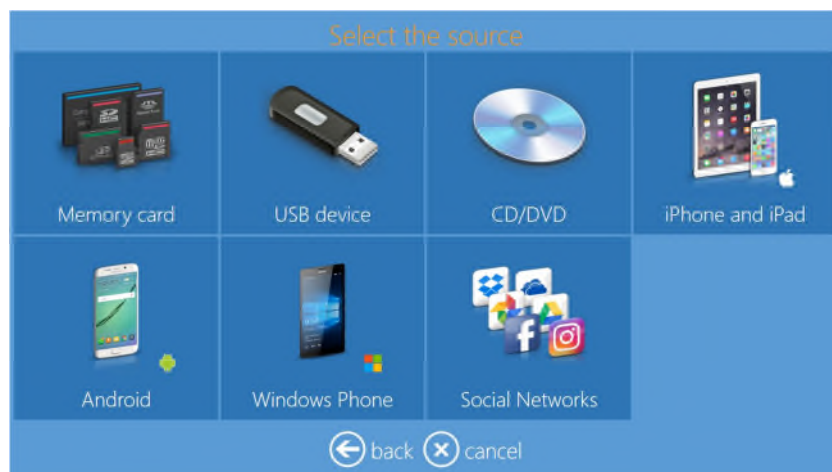 Select the source
Memory card
USB device
CD/DVD
iPhone and iPad
Android
Windows Phone
Social Networks
back
cancel